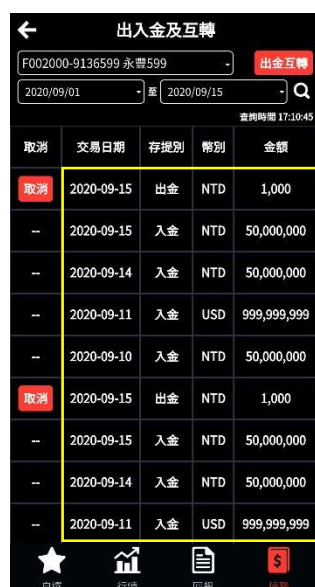 出入金及互轉
F002000-9136599 永豐599
出金互轉
2020/09/01 至 2020/09/15
查詢時間 17:10:45
取消 交易日期 存提別 幣別 金額
取消 2020-09-15 出金 NTD 1,000
-- 2020-09-15 入金 NTD 50,000,000
-- 2020-09-14 入金 NTD 50,000,000
-- 2020-09-11 入金 USD 999,999,999
-- 2020-09-10 入金 NTD 50,000,000
取消 2020-09-15 出金 NTD 1,000
-- 2020-09-15 入金 NTD 50,000,000
-- 2020-09-14 入金 NTD 50,000,000
-- 2020-09-11 入金 USD 999,999,999